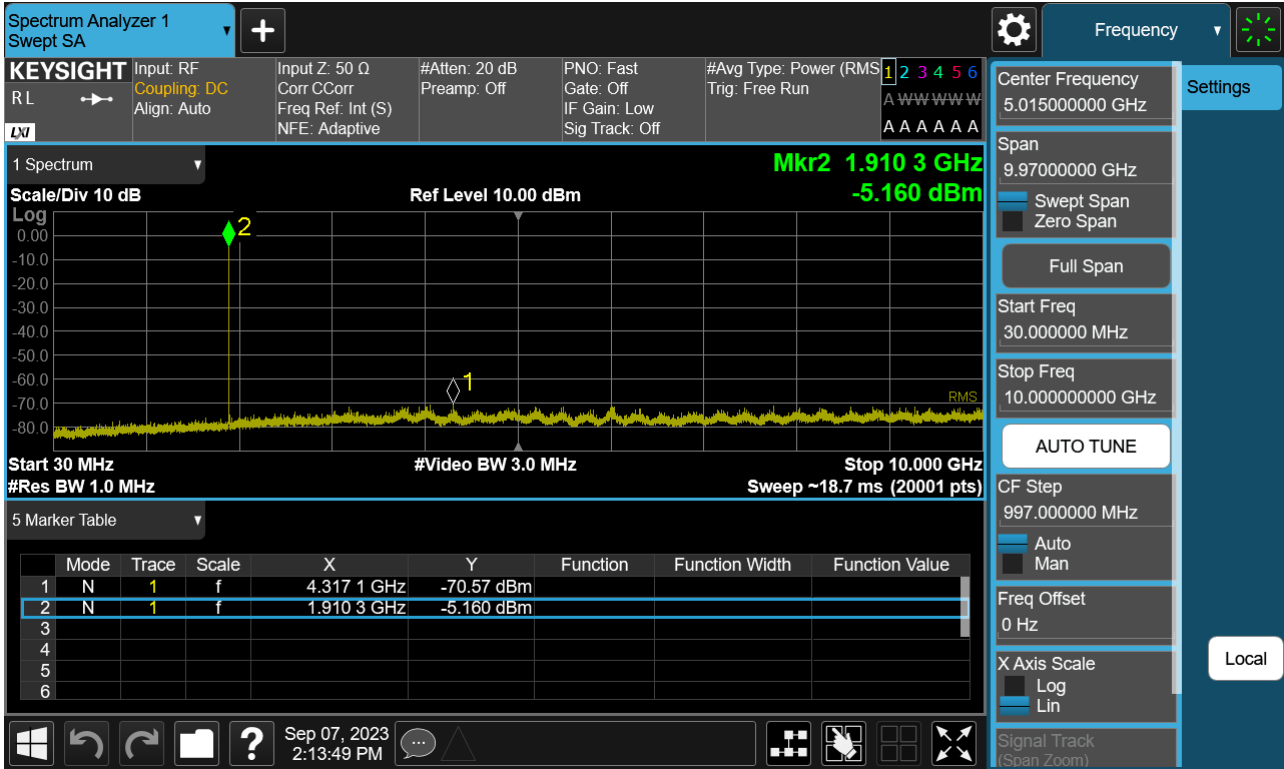 Spectrum Analyzer 1
Swept SA
Frequency
KEYSIGHT
R L
LXI
Input: RF
Coupling: DC
Align: Auto
Input Z: 50 Ω
Corr CCorr
Freq Ref: Int (S)
NFE: Adaptive
#Atten: 20 dB
Preamp: Off
PNO: Fast
Gate: Off
IF Gain: Low
Sig Track: Off
#Avg Type: Power (RMS
Trig: Free Run
1 2 3 4 5 6
A W W W W W
A A A A A A
1 Spectrum
Mkr2 1.910 3 GHz
-5.160 dBm
Scale/Div 10 dB
Ref Level 10.00 dBm
Log
0.00
-10.0
-20.0
-30.0
-40.0
-50.0
-60.0
-70.0
-80.0
2
1
RMS
Start 30 MHz
#Video BW 3.0 MHz
Stop 10.000 GHz
#Res BW 1.0 MHz
Sweep ~18.7 ms (20001 pts)
5 Marker Table
Mode Trace Scale X Y Function Function Width Function Value
1 N 1 f 4.317 1 GHz -70.57 dBm
2 N 1 f 1.910 3 GHz -5.160 dBm
3
4
5
6
Sep 07, 2023
2:13:49 PM
?
Center Frequency
5.015000000 GHz
Span
9.97000000 GHz
Swept Span
Zero Span
Full Span
Start Freq
30.000000 MHz
Stop Freq
10.000000000 GHz
AUTO TUNE
CF Step
997.000000 MHz
Auto
Man
Freq Offset
0 Hz
X Axis Scale
Log
Lin
Signal Track
(Span Zoom)
Settings
Local